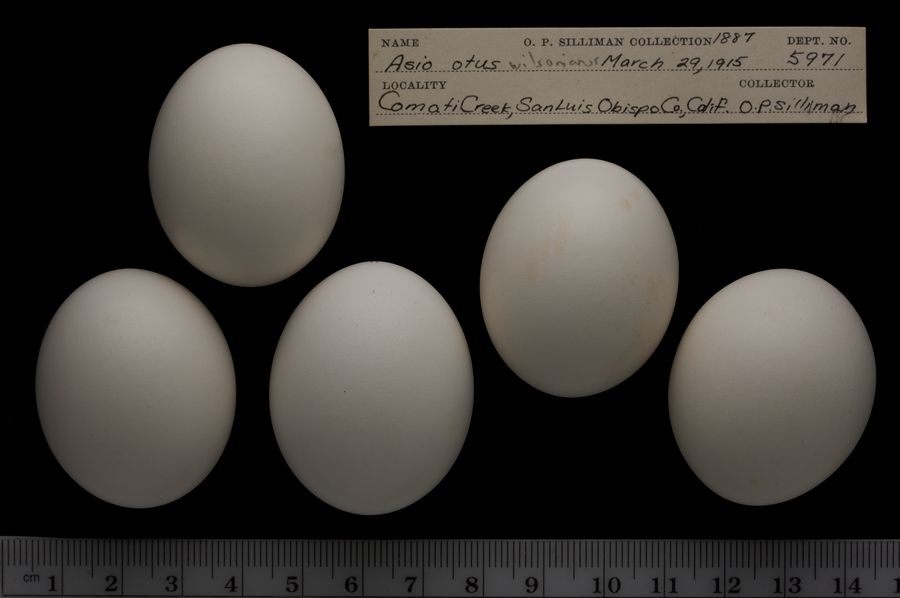 NAME O. P. SILLIMAN COLLECTION 1887 DEPT. NO.
Asio otus wilsonianus March 29, 1915 5971
LOCALITY COLLECTOR
Comati Creek, San Luis Obispo Co, Calif. O.P. Silliman
cm 1 2 3 4 5 6 7 8 9 10 11 12 13 14